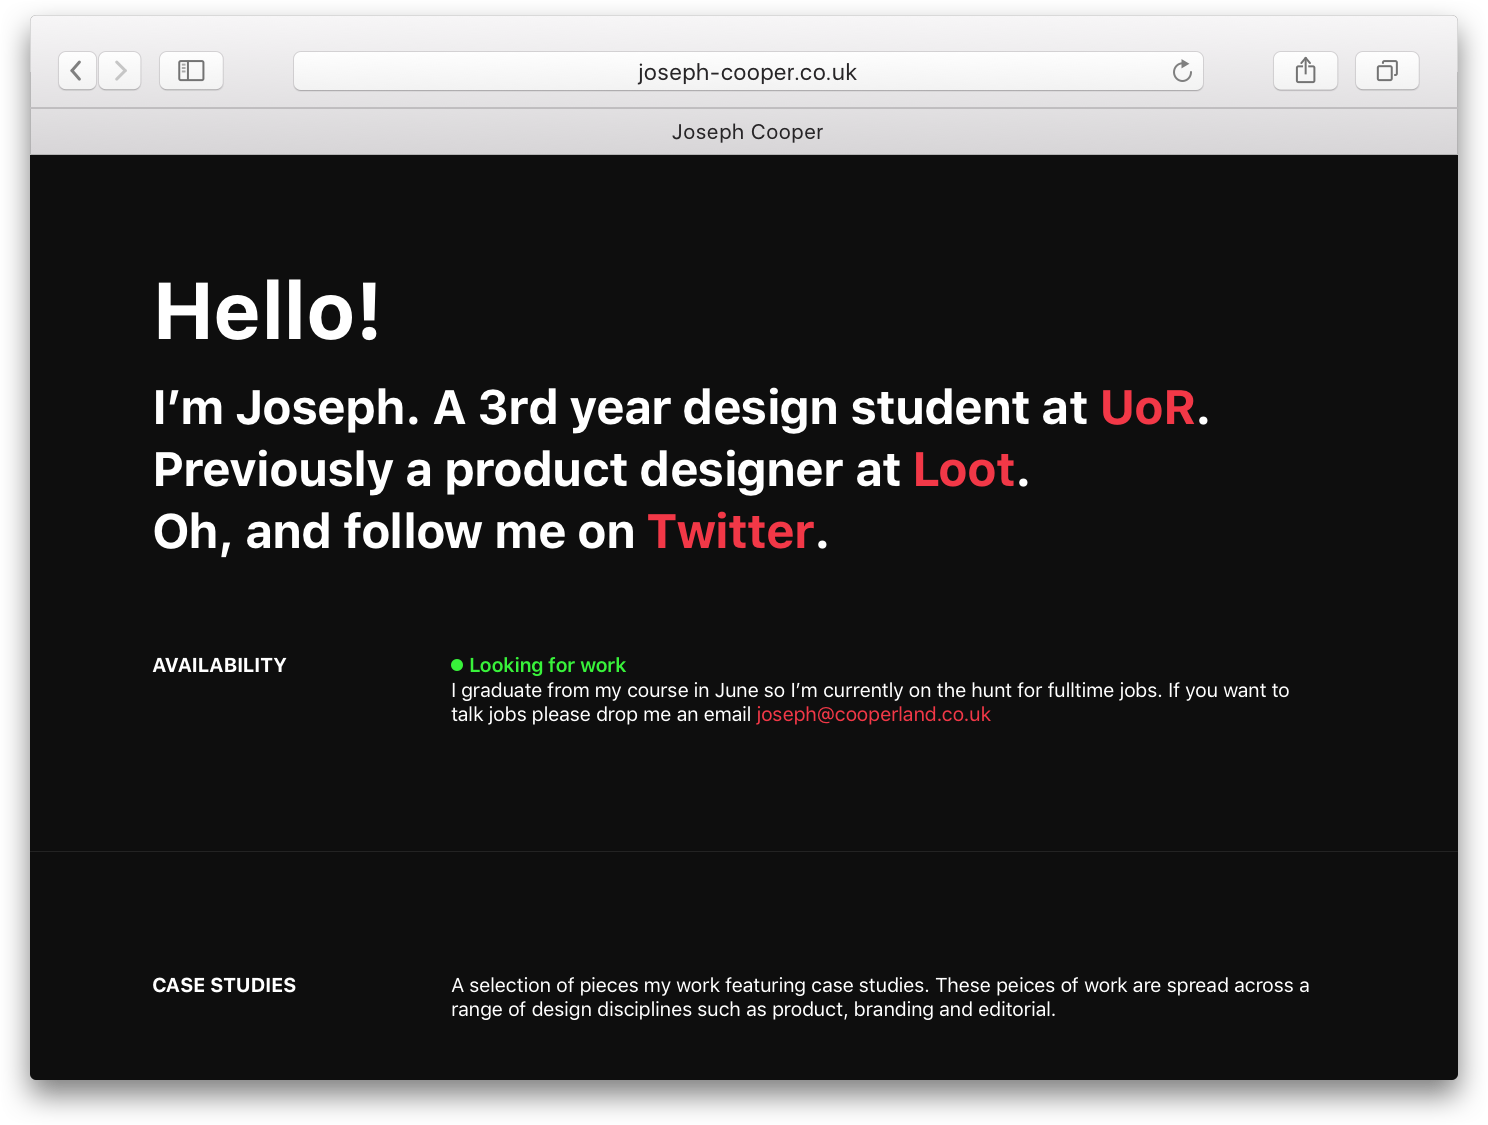 joseph-cooper.co.uk
Joseph Cooper
Hello!
I’m Joseph. A 3rd year design student at UoR.
Previously a product designer at Loot.
Oh, and follow me on Twitter.
AVAILABILITY
Looking for work
I graduate from my course in June so I’m currently on the hunt for fulltime jobs. If you want to
talk jobs please drop me an email joseph@cooperland.co.uk
CASE STUDIES
A selection of pieces my work featuring case studies. These peices of work are spread across a
range of design disciplines such as product, branding and editorial.